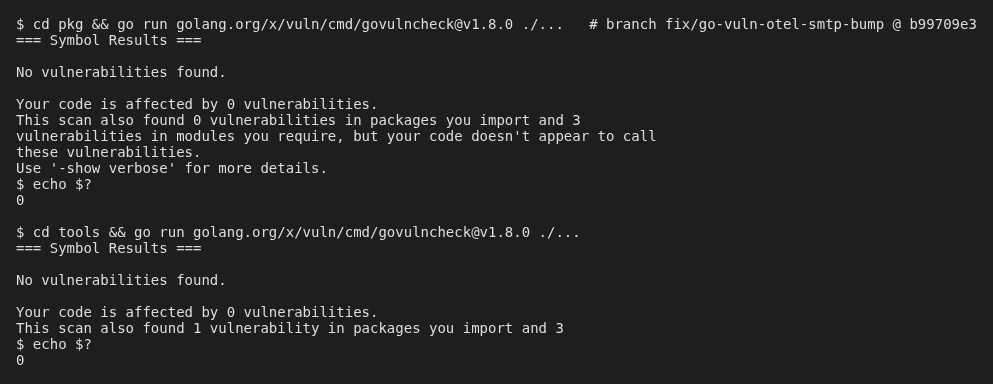 $ cd pkg && go run golang.org/x/vuln/cmd/govulncheck@v1.8.0 ./...   # branch fix/go-vuln-otel-smtp-bump @ b99709e3
=== Symbol Results ===

No vulnerabilities found.

Your code is affected by 0 vulnerabilities.
This scan also found 0 vulnerabilities in packages you import and 3
vulnerabilities in modules you require, but your code doesn't appear to call
these vulnerabilities.
Use '-show verbose' for more details.
$ echo $?
0

$ cd tools && go run golang.org/x/vuln/cmd/govulncheck@v1.8.0 ./...
=== Symbol Results ===

No vulnerabilities found.

Your code is affected by 0 vulnerabilities.
This scan also found 1 vulnerability in packages you import and 3
$ echo $?
0